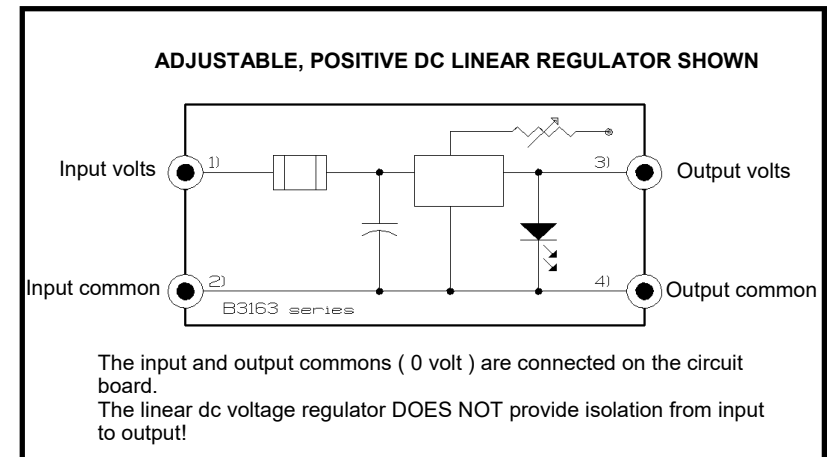 ADJUSTABLE, POSITIVE DC LINEAR REGULATOR SHOWN
Input volts
1)
3)
Output volts
Input common
2)
4)
Output common
B3163 series
The input and output commons ( 0 volt ) are connected on the circuit
board.
The linear dc voltage regulator DOES NOT provide isolation from input
to output!